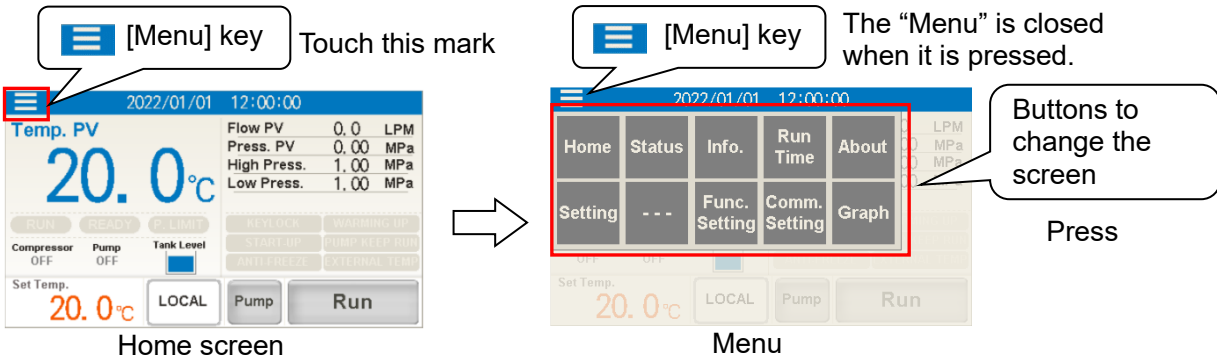 [Menu] key
Touch this mark
2022/01/01 12:00:00
Temp. PV
20.0℃
Flow PV 0.0 LPM
Press. PV 0.00 MPa
High Press. 1.00 MPa
Low Press. 1.00 MPa
RUN READY P. LIMIT
KEYLOCK WARMING UP
START UP PUMP KEEP RUN
ANTI FREEZE EXTERNAL TEMP
Compressor Pump Tank Level
OFF OFF
Set Temp.
20.0℃
LOCAL
Pump
Run
Home screen
[Menu] key
The “Menu” is closed
when it is pressed.
2022/01/01 12:00:00
Home Status Info. Run Time About
Setting --- Func. Setting Comm. Setting Graph
LPM
MPa
MPa
OFF OFF
Set Temp.
20.0℃
LOCAL
Pump
Run
Menu
Buttons to
change the
screen
Press